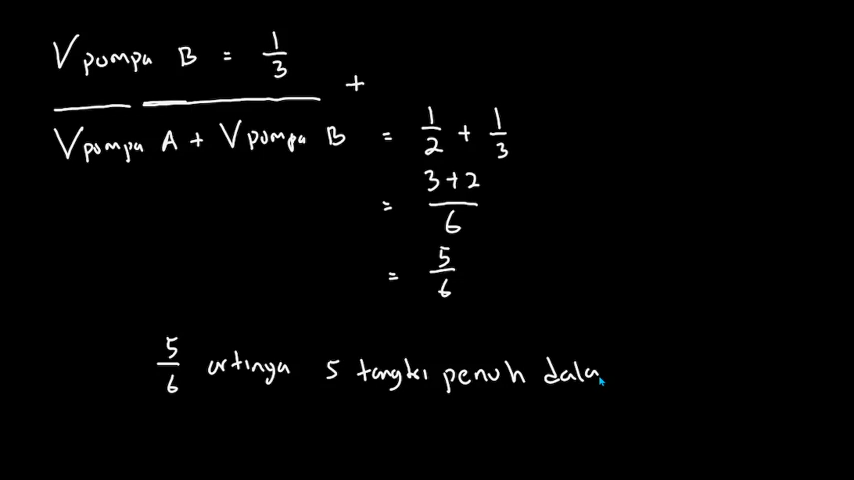 V pompa B = 1/3
+
V pompa A + V pompa B = 1/2 + 1/3
= 3+2/6
= 5/6
5/6 artinya 5 tangki penuh dala